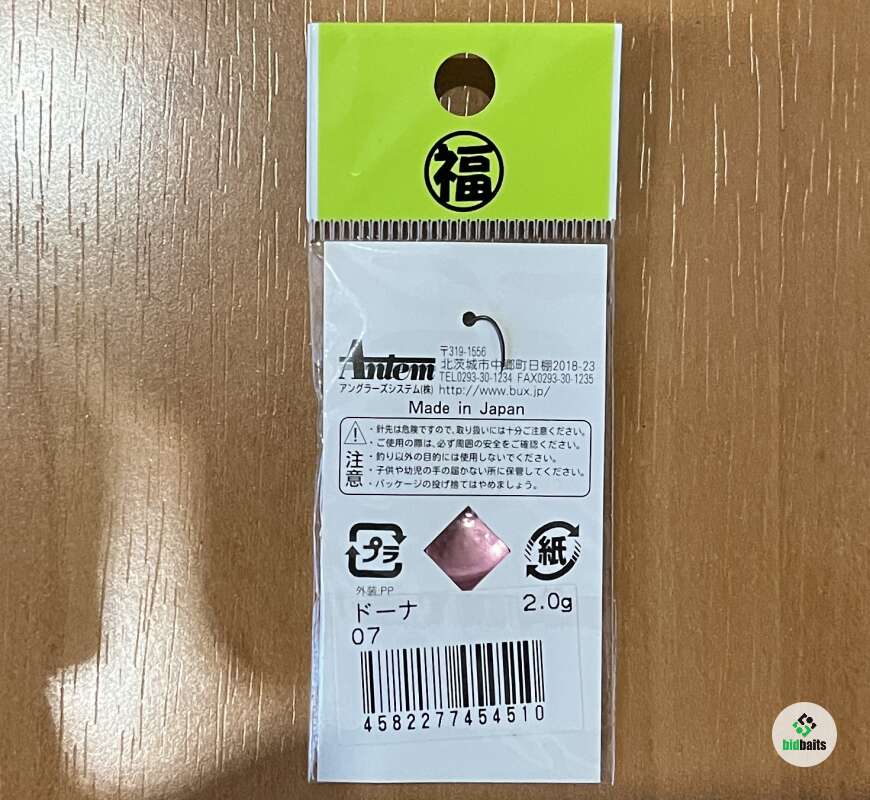 福
Antem
アングラーズシステム(株)
〒319-1556
北茨城市中郷町日棚2018-23
TEL0293-30-1234 FAX0293-30-1235
http://www.bux.jp/
Made in Japan
注意
・針先は危険ですので、取り扱いには十分ご注意ください。
・ご使用の際は、必ず周囲の安全をご確認ください。
・釣り以外の目的には使用しないでください。
・子供や幼児の手の届かない所に保管してください。
・パッケージの投げ捨てはやめましょう。
プラ
紙
外装:PP
ドーナ 2.0g
07
4582277454510
bidbaits